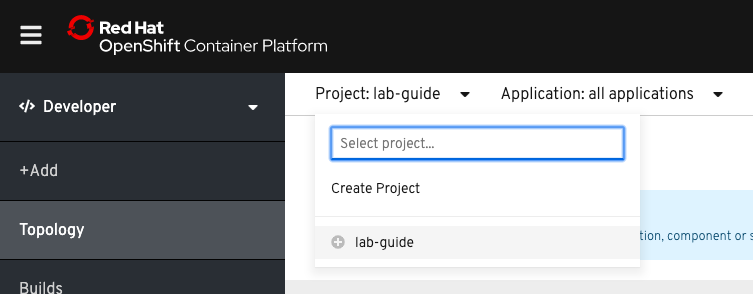 Red Hat
OpenShift Container Platform
</> Developer
Project: lab-guide
Application: all applications
Select project...
+Add
Create Project
Topology
tion, component or s
lab-guide
Builds